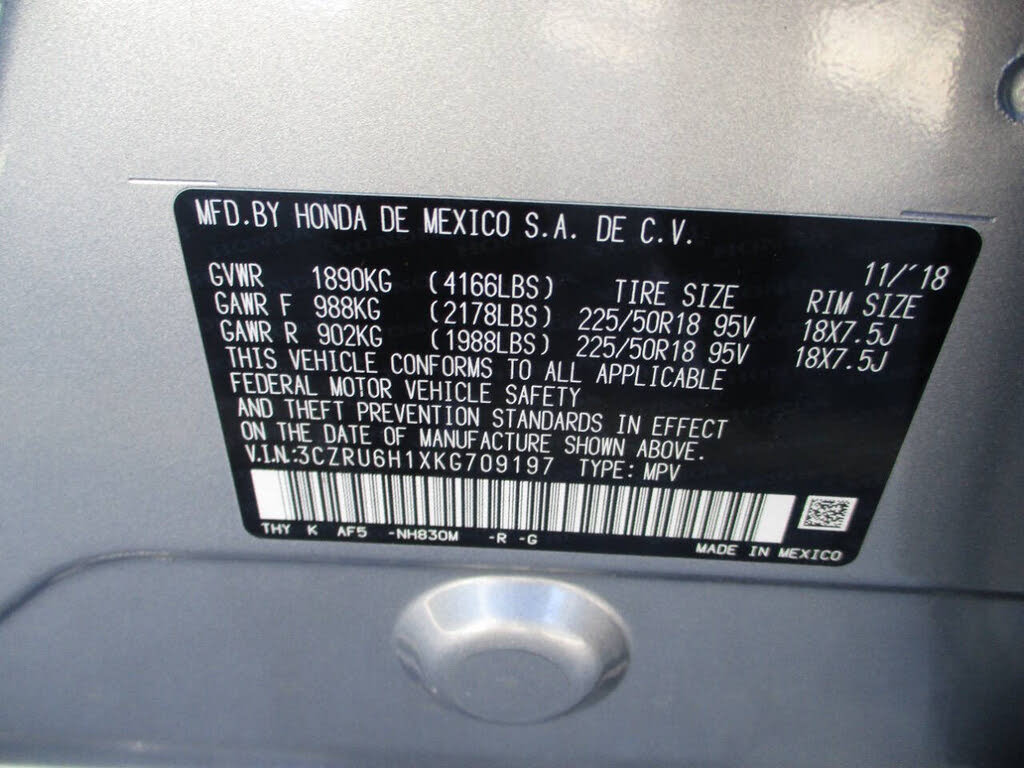 MFD.BY HONDA DE MEXICO S.A. DE C.V.
11/'18
GVWR 1890KG (4166LBS) TIRE SIZE RIM SIZE
GAWR F 988KG (2178LBS) 225/50R18 95V 18X7.5J
GAWR R 902KG (1988LBS) 225/50R18 95V 18X7.5J
THIS VEHICLE CONFORMS TO ALL APPLICABLE
FEDERAL MOTOR VEHICLE SAFETY
AND THEFT PREVENTION STANDARDS IN EFFECT
ON THE DATE OF MANUFACTURE SHOWN ABOVE.
V.I.N:3CZRU6H1XKG709197 TYPE: MPV
THY K AF5 -NH830M -R -G
MADE IN MEXICO